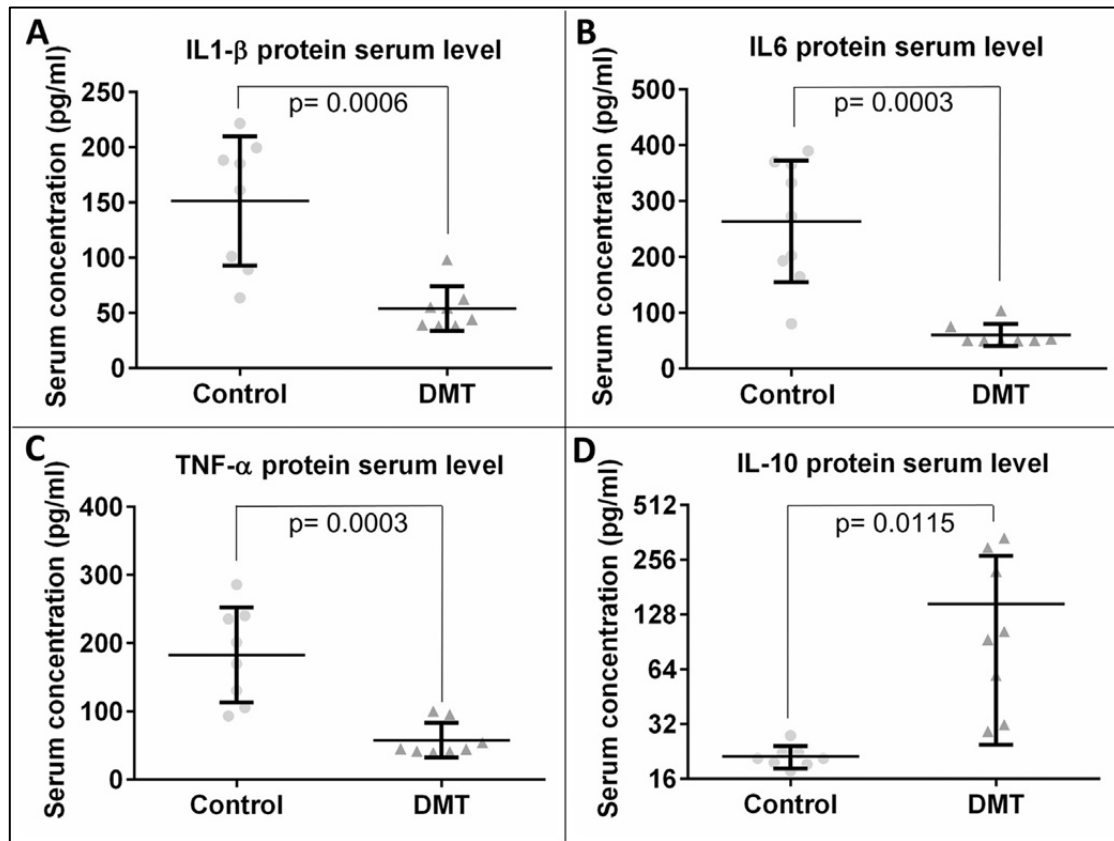 A
IL1-β protein serum level
Serum concentration (pg/ml)
250
200
150
100
50
0
p= 0.0006
Control
DMT
B
IL6 protein serum level
Serum concentration (pg/ml)
500
400
300
200
100
0
p= 0.0003
Control
DMT
C
TNF-α protein serum level
Serum concentration (pg/ml)
400
300
200
100
0
p= 0.0003
Control
DMT
D
IL-10 protein serum level
Serum concentration (pg/ml)
512
256
128
64
32
16
p= 0.0115
Control
DMT